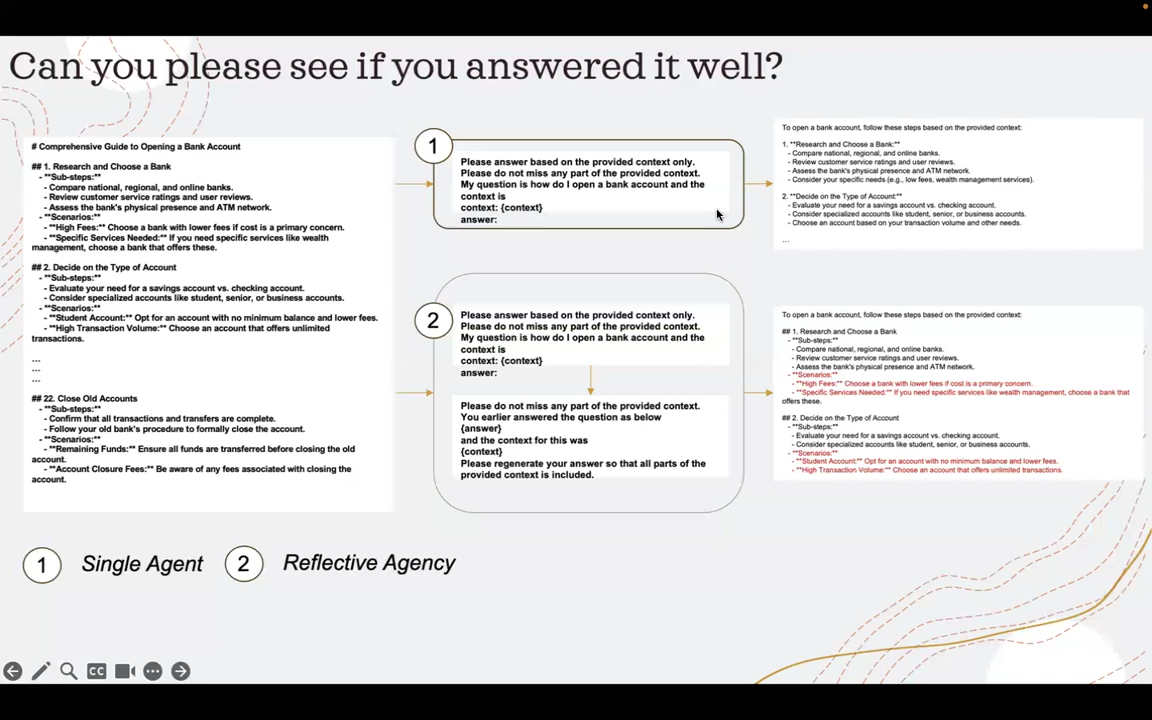 Can you please see if you answered it well?
# Comprehensive Guide to Opening a Bank Account
## 1. Research and Choose a Bank
- **Sub-steps:**
- Compare national, regional, and online banks.
- Review customer service ratings and user reviews.
- Assess the bank's physical presence and ATM network.
- **Scenarios:**
- **High Fees:** Choose a bank with lower fees if cost is a primary concern.
- **Specific Services Needed:** If you need specific services like wealth
management, choose a bank that offers these.
## 2. Decide on the Type of Account
- **Sub-steps:**
- Evaluate your need for a savings account vs. checking account.
- Consider specialized accounts like student, senior, or business accounts.
- **Scenarios:**
- **Student Account:** Opt for an account with no minimum balance and lower fees.
- **High Transaction Volume:** Choose an account that offers unlimited
transactions.
...
...
...
## 22. Close Old Accounts
- **Sub-steps:**
- Confirm that all transactions and transfers are complete.
- Follow your old bank's procedure to formally close the account.
- **Scenarios:**
- **Remaining Funds:** Ensure all funds are transferred before closing the old
account.
- **Account Closure Fees:** Be aware of any fees associated with closing the
account.
1
Please answer based on the provided context only.
Please do not miss any part of the provided context.
My question is how do I open a bank account and the
context is
context: {context}
answer:
To open a bank account, follow these steps based on the provided context:
1. **Research and Choose a Bank:**
- Compare national, regional, and online banks.
- Review customer service ratings and user reviews.
- Assess the bank's physical presence and ATM network.
- Consider your specific needs (e.g., low fees, wealth management services).
2. **Decide on the Type of Account:**
- Evaluate your need for a savings account vs. checking account.
- Consider specialized accounts like student, senior, or business accounts.
- Choose an account based on your transaction volume and other needs.
...
2
Please answer based on the provided context only.
Please do not miss any part of the provided context.
My question is how do I open a bank account and the
context is
context: {context}
answer:
Please do not miss any part of the provided context.
You earlier answered the question as below
{answer}
and the context for this was
{context}
Please regenerate your answer so that all parts of the
provided context is included.
To open a bank account, follow these steps based on the provided context:
## 1. Research and Choose a Bank
- **Sub-steps:**
- Compare national, regional, and online banks.
- Review customer service ratings and user reviews.
- Assess the bank's physical presence and ATM network.
- **Scenarios:**
- **High Fees:** Choose a bank with lower fees if cost is a primary concern.
- **Specific Services Needed:** If you need specific services like wealth management, choose a bank that
offers these.
## 2. Decide on the Type of Account
- **Sub-steps:**
- Evaluate your need for a savings account vs. checking account.
- Consider specialized accounts like student, senior, or business accounts.
- **Scenarios:**
- **Student Account:** Opt for an account with no minimum balance and lower fees.
- **High Transaction Volume:** Choose an account that offers unlimited transactions.
1 Single Agent 2 Reflective Agency
CC